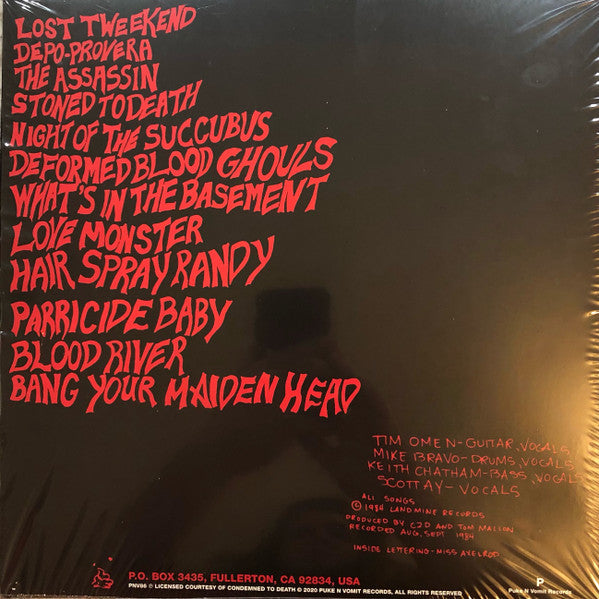 LOST TWEEKEND
DEPO-PROVERA
THE ASSASSIN
STONED TO DEATH
NIGHT OF THE SUCCUBUS
DEFORMED BLOOD GHOULS
WHAT'S IN THE BASEMENT
LOVE MONSTER
HAIR SPRAY RANDY
PARRICIDE BABY
BLOOD RIVER
BANG YOUR MAIDEN HEAD
TIM OMEN-GUITAR, VOCALS
MIKE BRAVO-DRUMS, VOCALS
KEITH CHATHAM-BASS, VOCALS
SCOTT AY-VOCALS
ALL SONGS
© 1984 LANDMINE RECORDS
PRODUCED BY C2D AND TOM MALLON
RECORDED AUG, SEPT 1984
INSIDE LETTERING-MISS AXELROD
P.O. BOX 3435, FULLERTON, CA 92834, USA
PNV86 ℗ LICENSED COURTESY OF CONDEMNED TO DEATH © 2020 PUKE N VOMIT RECORDS, ALL RIGHTS RESERVED
P
Puke N Vomit Records